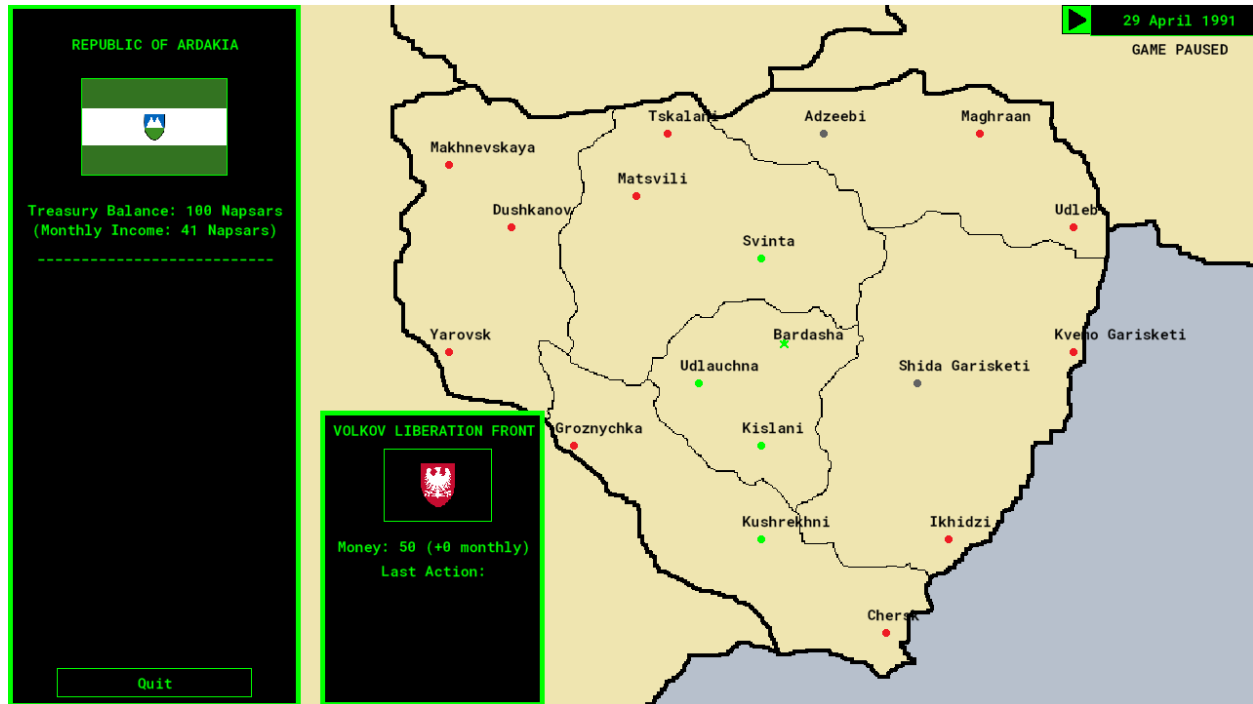 REPUBLIC OF ARDAKIA
Treasury Balance: 100 Napsars
(Monthly Income: 41 Napsars)
---------------------------
Quit
VOLKOV LIBERATION FRONT
Money: 50 (+0 monthly)
Last Action:
29 April 1991
GAME PAUSED
Tskalani
Adzeebi
Maghraan
Makhnevskaya
Matsvili
Dushkanov
Udleb
Svinta
Bardasha
Kveno Garisketi
Yarovsk
Udlauchna
Shida Garisketi
Groznychka
Kislani
Kushrekhni
Ikhidzi
Chersk